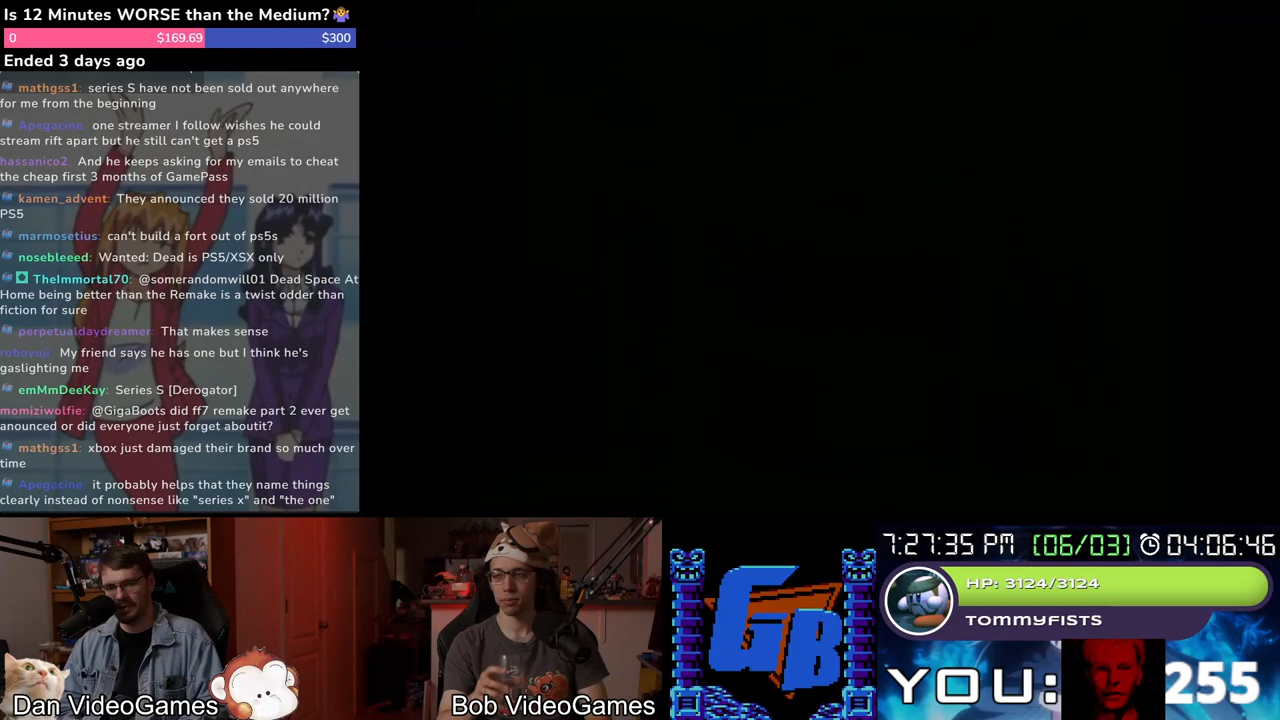 Is 12 Minutes WORSE than the Medium?🤷
0 $169.69 $300
Ended 3 days ago
mathgss1: series S have not been sold out anywhere
for me from the beginning
Apegacine: one streamer I follow wishes he could
stream rift apart but he still can't get a ps5
hassanico2: And he keeps asking for my emails to cheat
the cheap first 3 months of GamePass
kamen_advent: They announced they sold 20 million
PS5
marmosetius: can't build a fort out of ps5s
nosebleeed: Wanted: Dead is PS5/XSX only
TheImmortal70: @somerandomwill01 Dead Space At
Home being better than the Remake is a twist odder than
fiction for sure
perpetualdaydreamer: That makes sense
roboyuji: My friend says he has one but I think he's
gaslighting me
emMmDeeKay: Series S [Derogator]
momiziwolfie: @GigaBoots did ff7 remake part 2 ever get
anounced or did everyone just forget aboutit?
mathgss1: xbox just damaged their brand so much over
time
Apegacine: it probably helps that they name things
clearly instead of nonsense like "series x" and "the one"
Dan VideoGames
Bob VideoGames
GB
7:27:35 PM [06/03] 04:06:46
HP: 3124/3124
TOMMYFISTS
YOU: 255